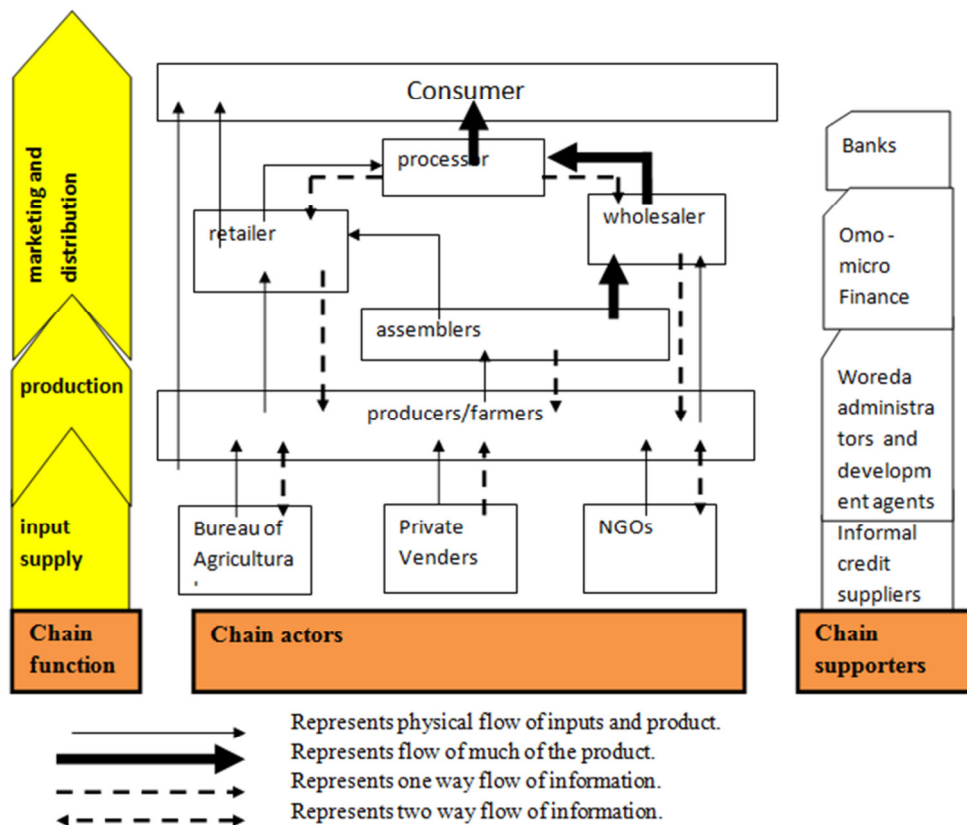 Consumer
processor
retailer
wholesaler
assemblers
producers/farmers
Bureau of
Agricultura
Private
Venders
NGOs
marketing and
distribution
production
input
supply
Banks
Omo -
micro
Finance
Woreda
administra
tors and
developm
ent agents
Informal
credit
suppliers
Chain
function
Chain actors
Chain
supporters
Represents physical flow of inputs and product.
Represents flow of much of the product.
Represents one way flow of information.
Represents two way flow of information.